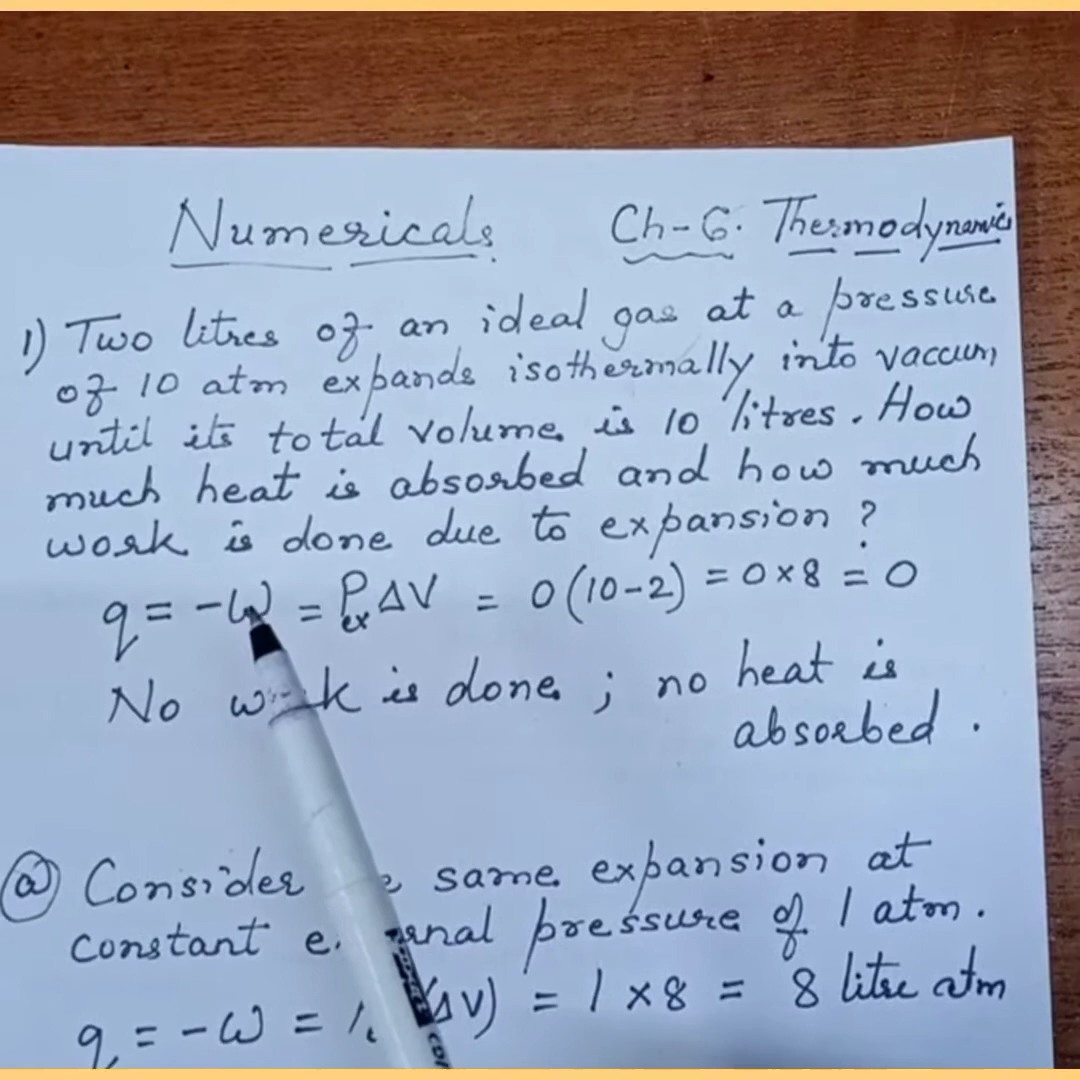 Numericals Ch-6. Thermodynamics
1) Two litres of an ideal gas at a pressure
of 10 atm expands isothermally into vaccum
until its total volume is 10 litres. How
much heat is absorbed and how much
work is done due to expansion ?
q = -w = Pex ΔV = 0(10-2) = 0×8 = 0
No is done ; no heat is
absorbed .
(a) Consider same expansion at
constant pressure of 1 atm.
q = -w = ΔV) = 1 × 8 = 8 litre atm